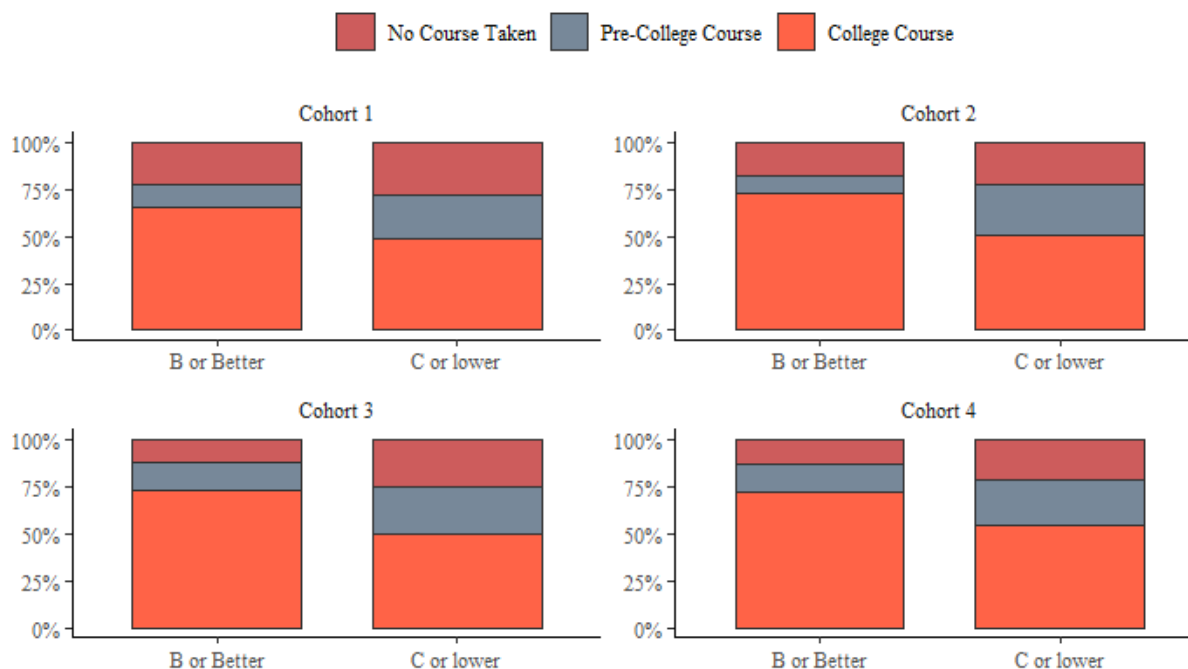 No Course Taken Pre-College Course College Course
Cohort 1
100%
75%
50%
25%
0%
B or Better C or lower
Cohort 2
100%
75%
50%
25%
0%
B or Better C or lower
Cohort 3
100%
75%
50%
25%
0%
B or Better C or lower
Cohort 4
100%
75%
50%
25%
0%
B or Better C or lower